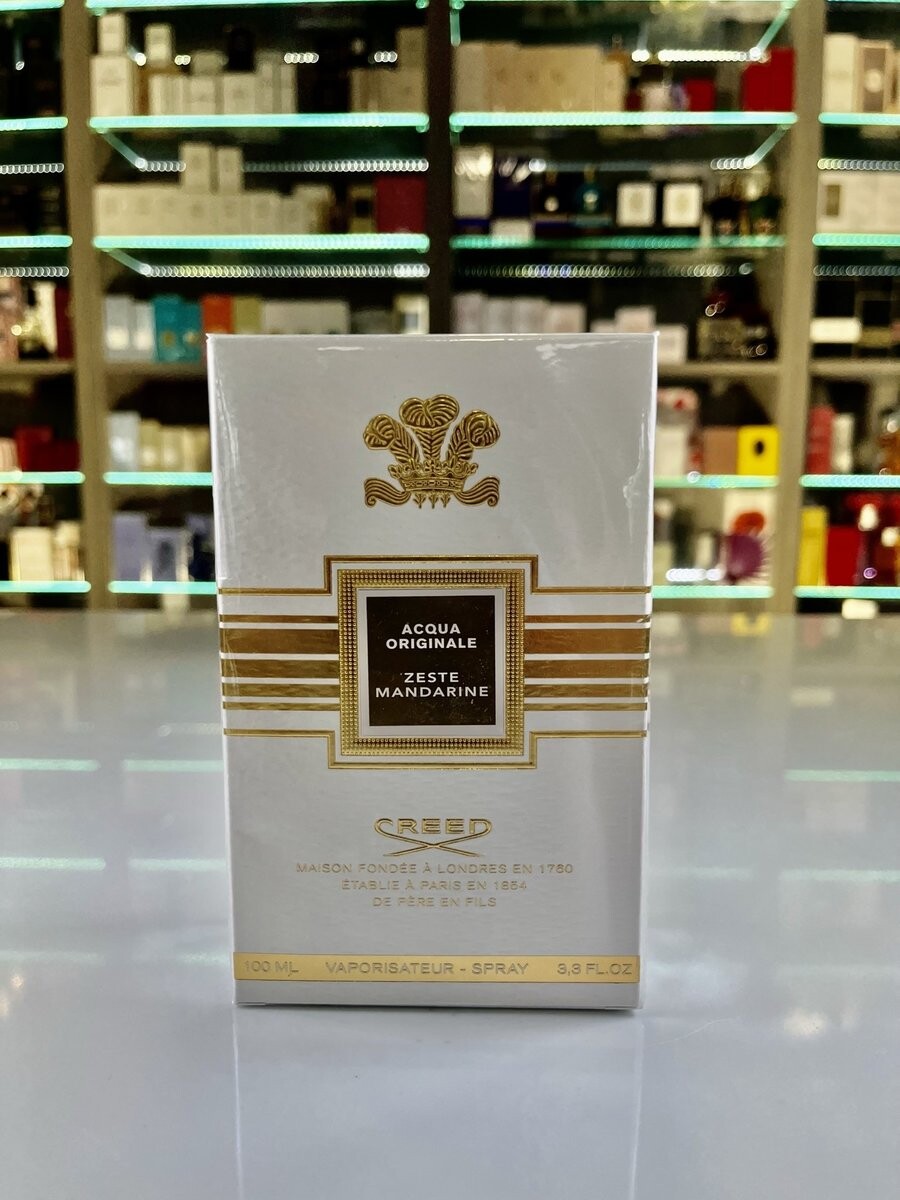 ACQUA
ORIGINALE
ZESTE
MANDARINE
CREED
MAISON FONDÉE À LONDRES EN 1760
ÉTABLIE À PARIS EN 1854
DE PÈRE EN FILS
100 ML VAPORISATEUR - SPRAY 3,3 FL.OZ